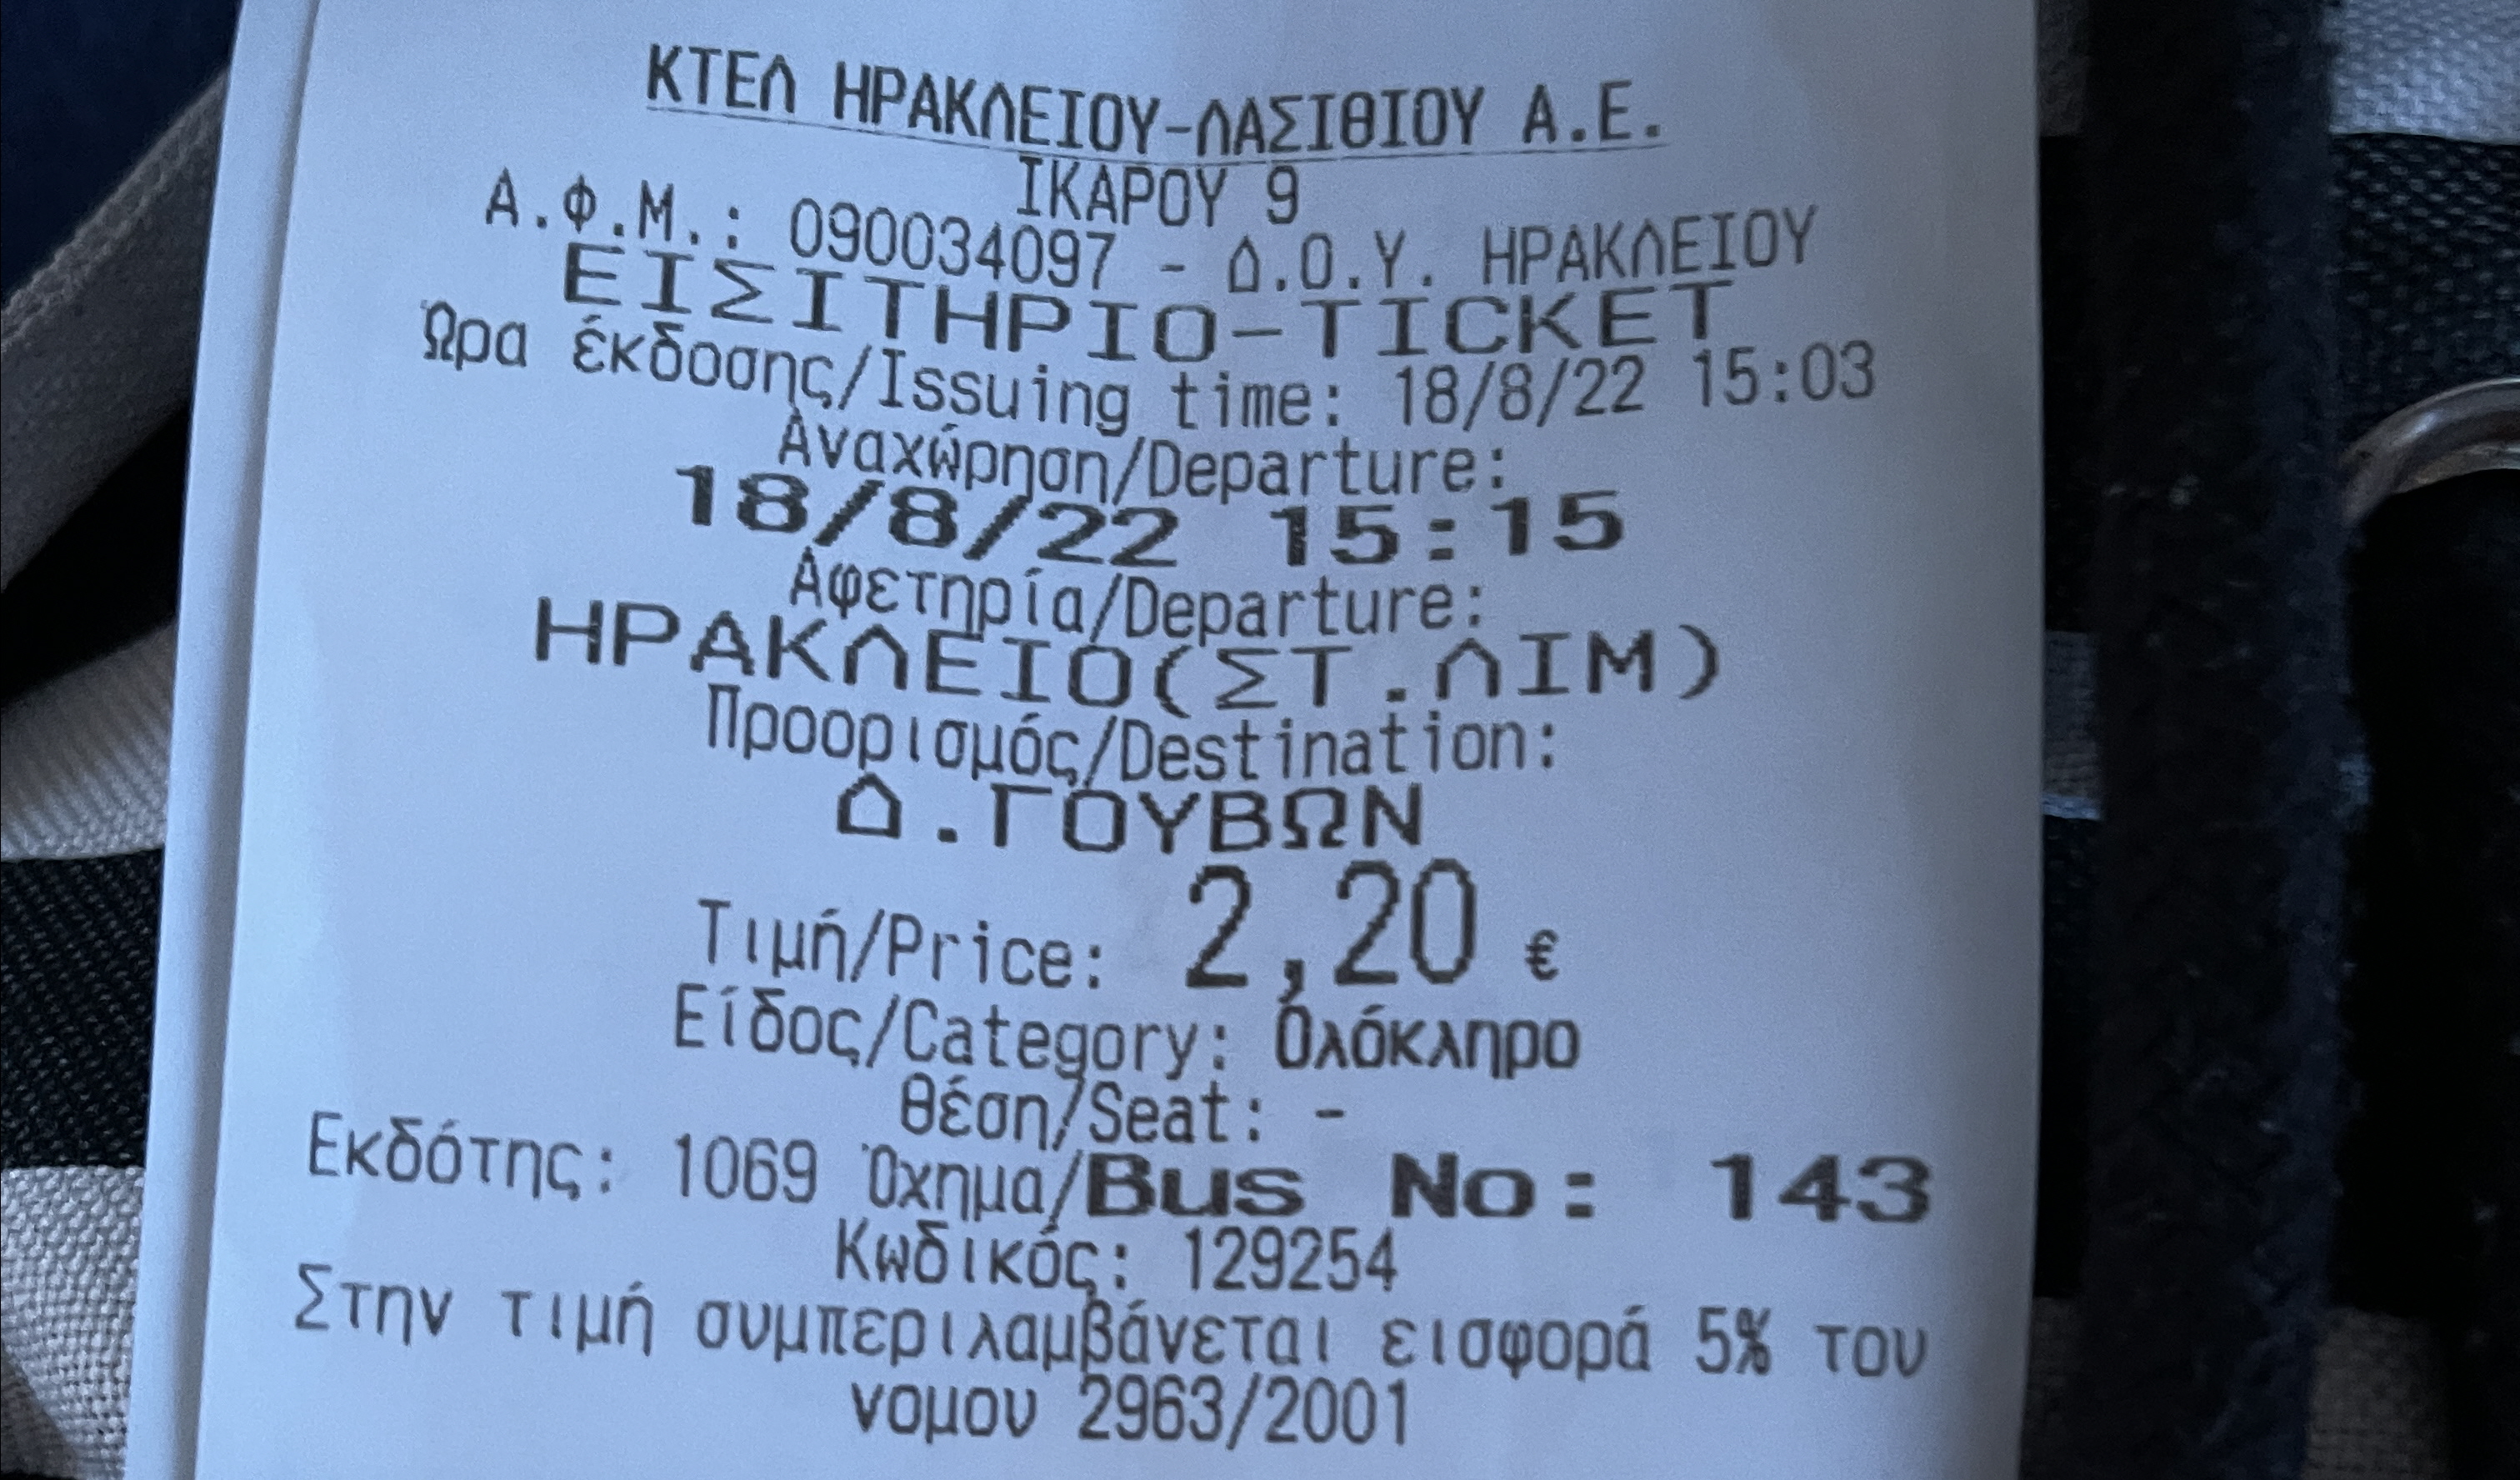 ΚΤΕΛ ΗΡΑΚΛΕΙΟΥ-ΛΑΣΙΘΙΟΥ Α.Ε.
ΙΚΑΡΟΥ 9
Α.Φ.Μ.: 090034097 - Δ.Ο.Υ. ΗΡΑΚΛΕΙΟΥ
ΕΙΣΙΤΗΡΙΟ-TICKET
Ώρα έκδοσης/Issuing time: 18/8/22 15:03
Αναχώρηση/Departure:
18/8/22 15:15
Αφετηρία/Departure:
ΗΡΑΚΛΕΙΟ(ΣΤ.ΛΙΜ)
Προορισμός/Destination:
Δ.ΓΟΥΒΩΝ
Τιμή/Price: 2,20 €
Είδος/Category: Ολόκληρο
Θέση/Seat: -
Εκδότης: 1069 Όχημα/Bus No: 143
Κωδικός: 129254
Στην τιμή συμπεριλαμβάνεται εισφορά 5% του
νομου 2963/2001